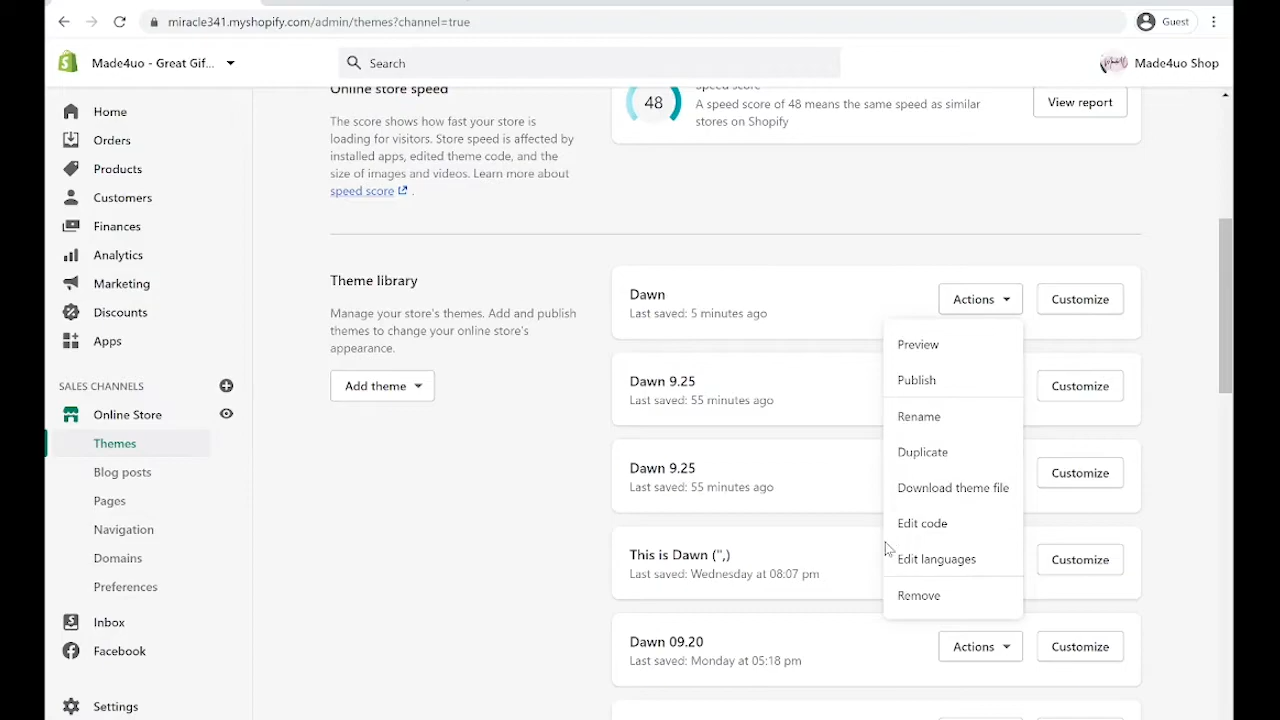 miracle341.myshopify.com/admin/themes?channel=true
Guest
Made4uo - Great Gif...
Search
Made4uo Shop
Home
Orders
Products
Customers
Finances
Analytics
Marketing
Discounts
Apps
SALES CHANNELS
Online Store
Themes
Blog posts
Pages
Navigation
Domains
Preferences
Inbox
Facebook
Settings
Online store speed
The score shows how fast your store is
loading for visitors. Store speed is affected by
installed apps, edited theme code, and the
size of images and videos. Learn more about
speed score .
48
Speed score
A speed score of 48 means the same speed as similar
stores on Shopify
View report
Theme library
Manage your store's themes. Add and publish
themes to change your online store's
appearance.
Add theme
Dawn
Last saved: 5 minutes ago
Actions
Customize
Preview
Publish
Rename
Duplicate
Download theme file
Edit code
Edit languages
Remove
Dawn 9.25
Last saved: 55 minutes ago
Customize
Dawn 9.25
Last saved: 55 minutes ago
Customize
This is Dawn (",)
Last saved: Wednesday at 08:07 pm
Customize
Dawn 09.20
Last saved: Monday at 05:18 pm
Actions
Customize